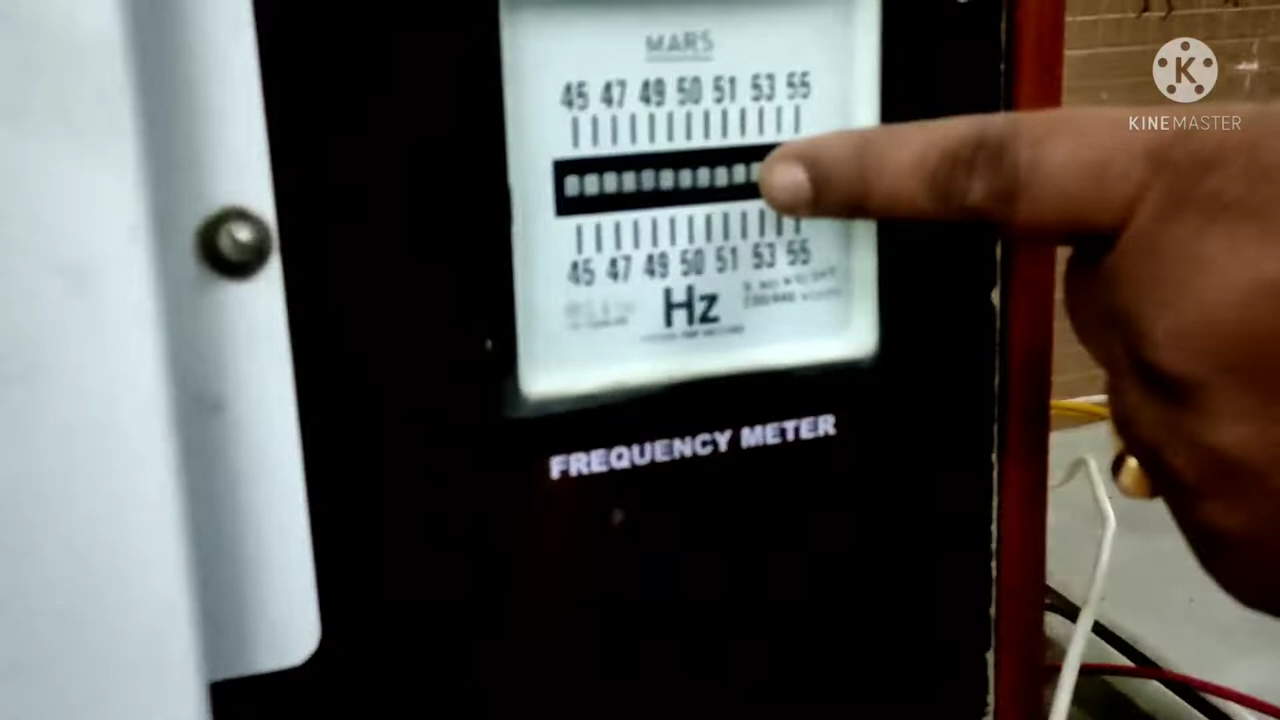 MARS
K
KINEMASTER
45 47 49 50 51 53 55
45 47 49 50 51 53 55
Hz
FREQUENCY METER